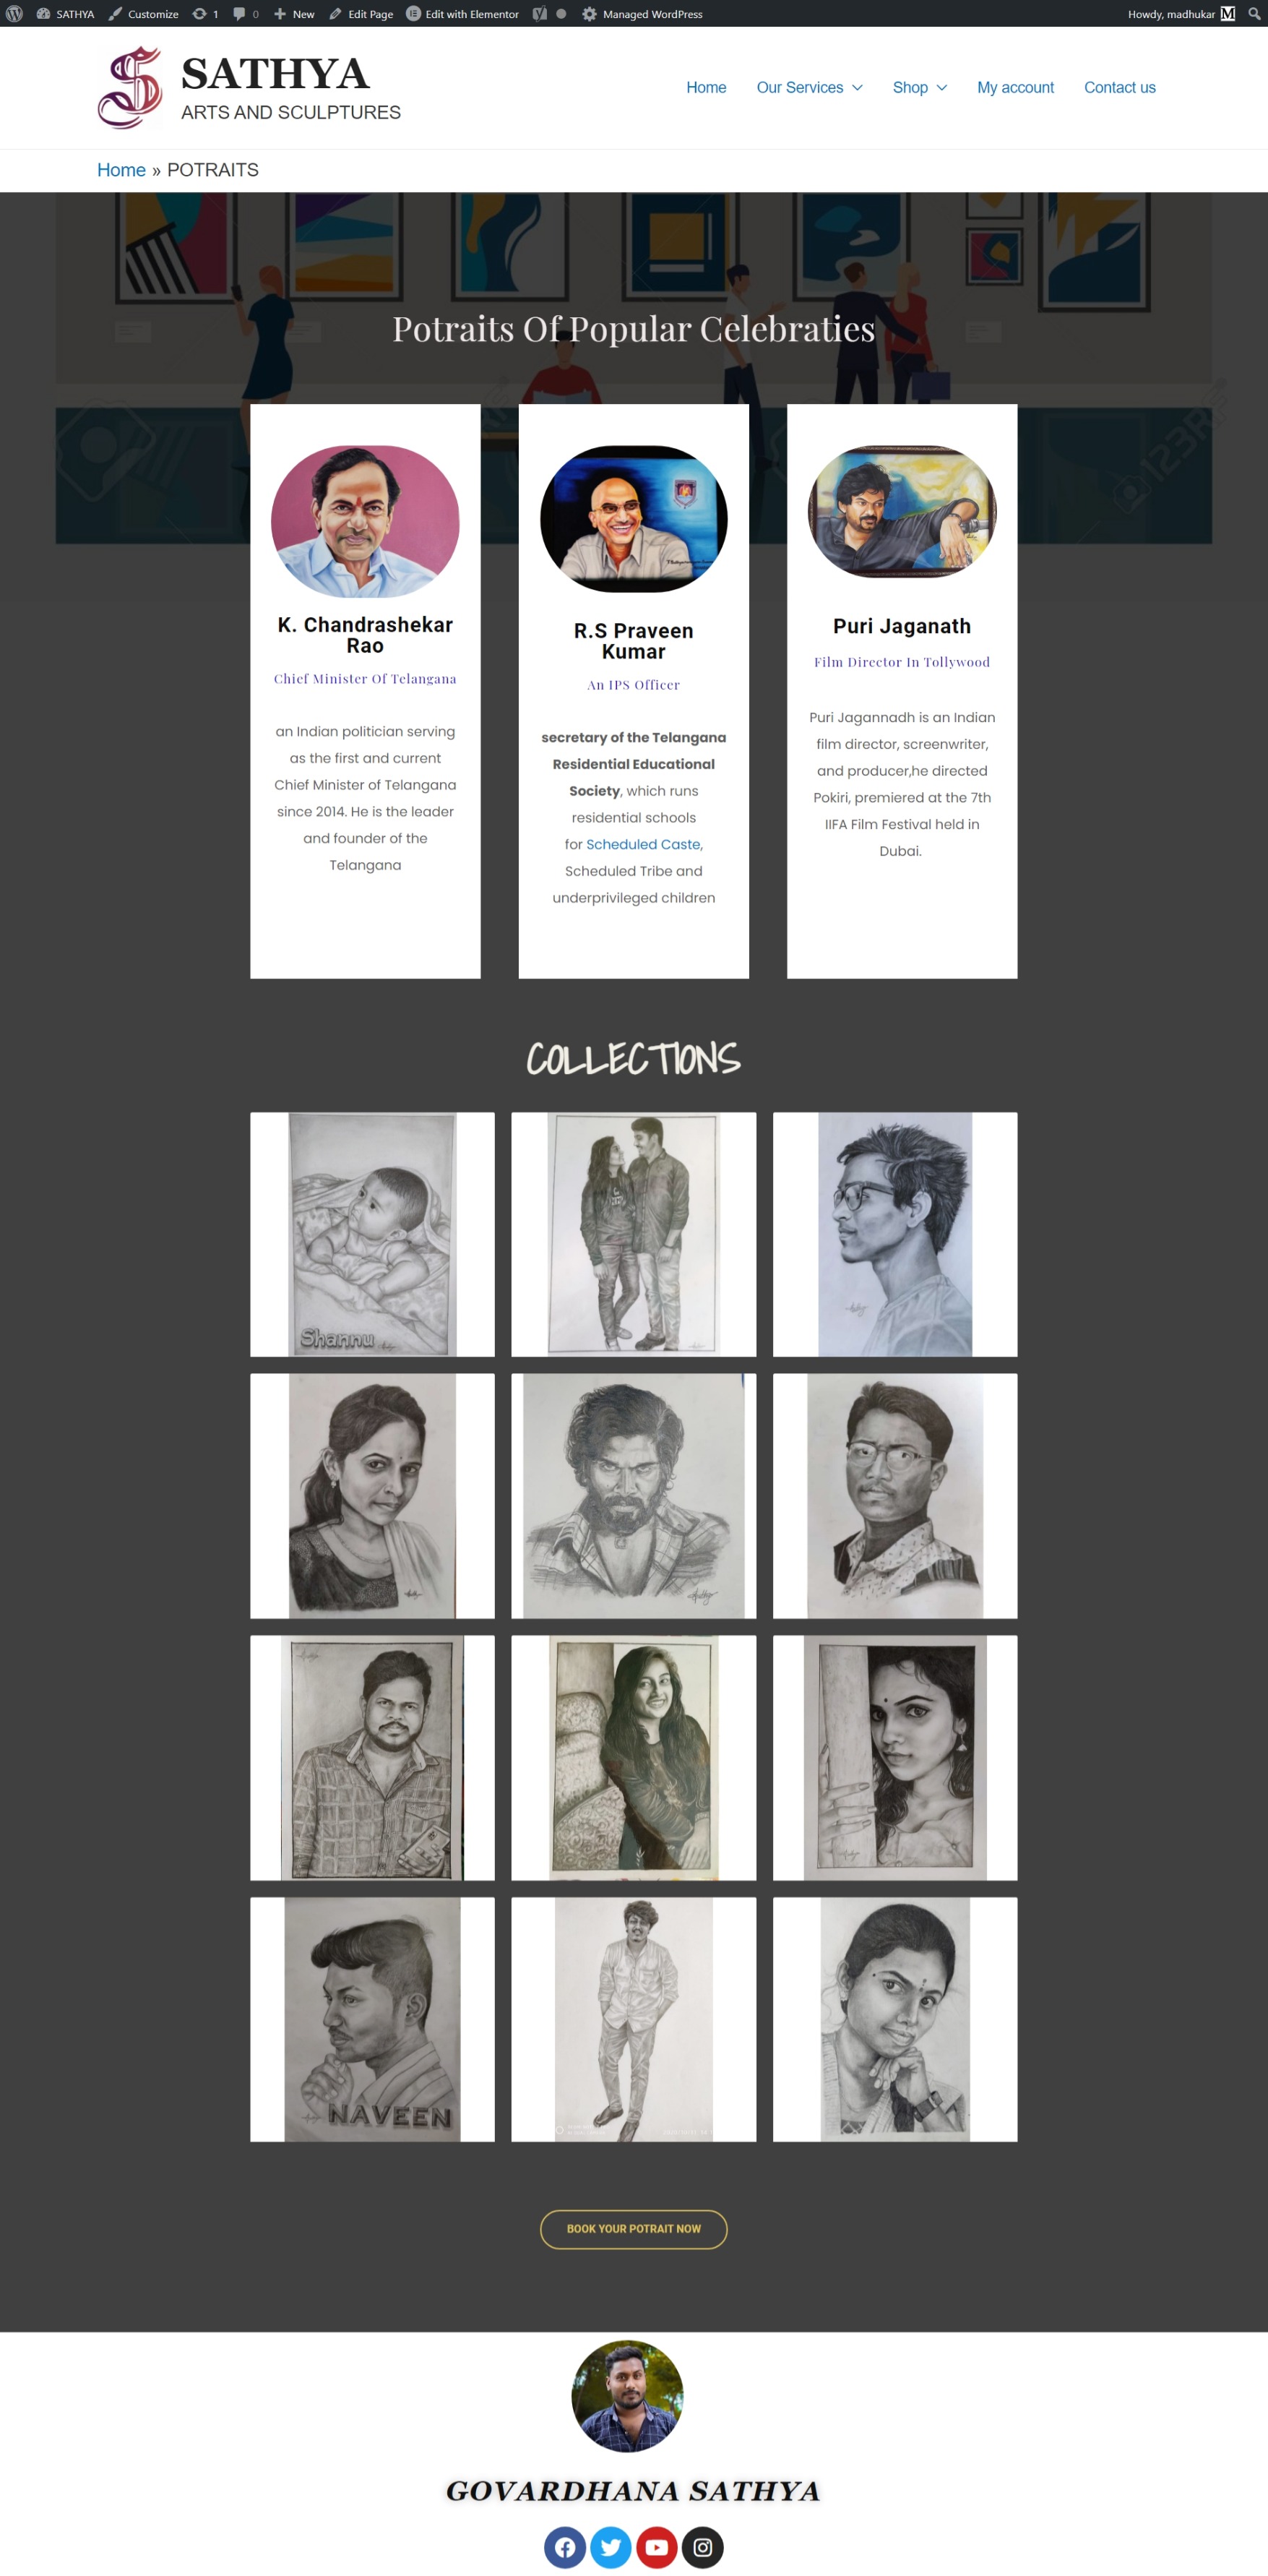 SATHYA Customize 1 0 New Edit Page Edit with Elementor Managed WordPress Howdy, madhukar M
SATHYA
ARTS AND SCULPTURES
Home Our Services Shop My account Contact us
Home » POTRAITS
Potraits Of Popular Celebraties
123RF
K. Chandrashekar
Rao
Chief Minister Of Telangana
an Indian politician serving
as the first and current
Chief Minister of Telangana
since 2014. He is the leader
and founder of the
Telangana
R.S Praveen
Kumar
An IPS Officer
secretary of the Telangana
Residential Educational
Society, which runs
residential schools
for Scheduled Caste,
Scheduled Tribe and
underprivileged children
Puri Jaganath
Film Director In Tollywood
Puri Jagannadh is an Indian
film director, screenwriter,
and producer,he directed
Pokiri, premiered at the 7th
IIFA Film Festival held in
Dubai.
COLLECTIONS
Shannu
NAVEEN
BOOK YOUR POTRAIT NOW
GOVARDHANA SATHYA